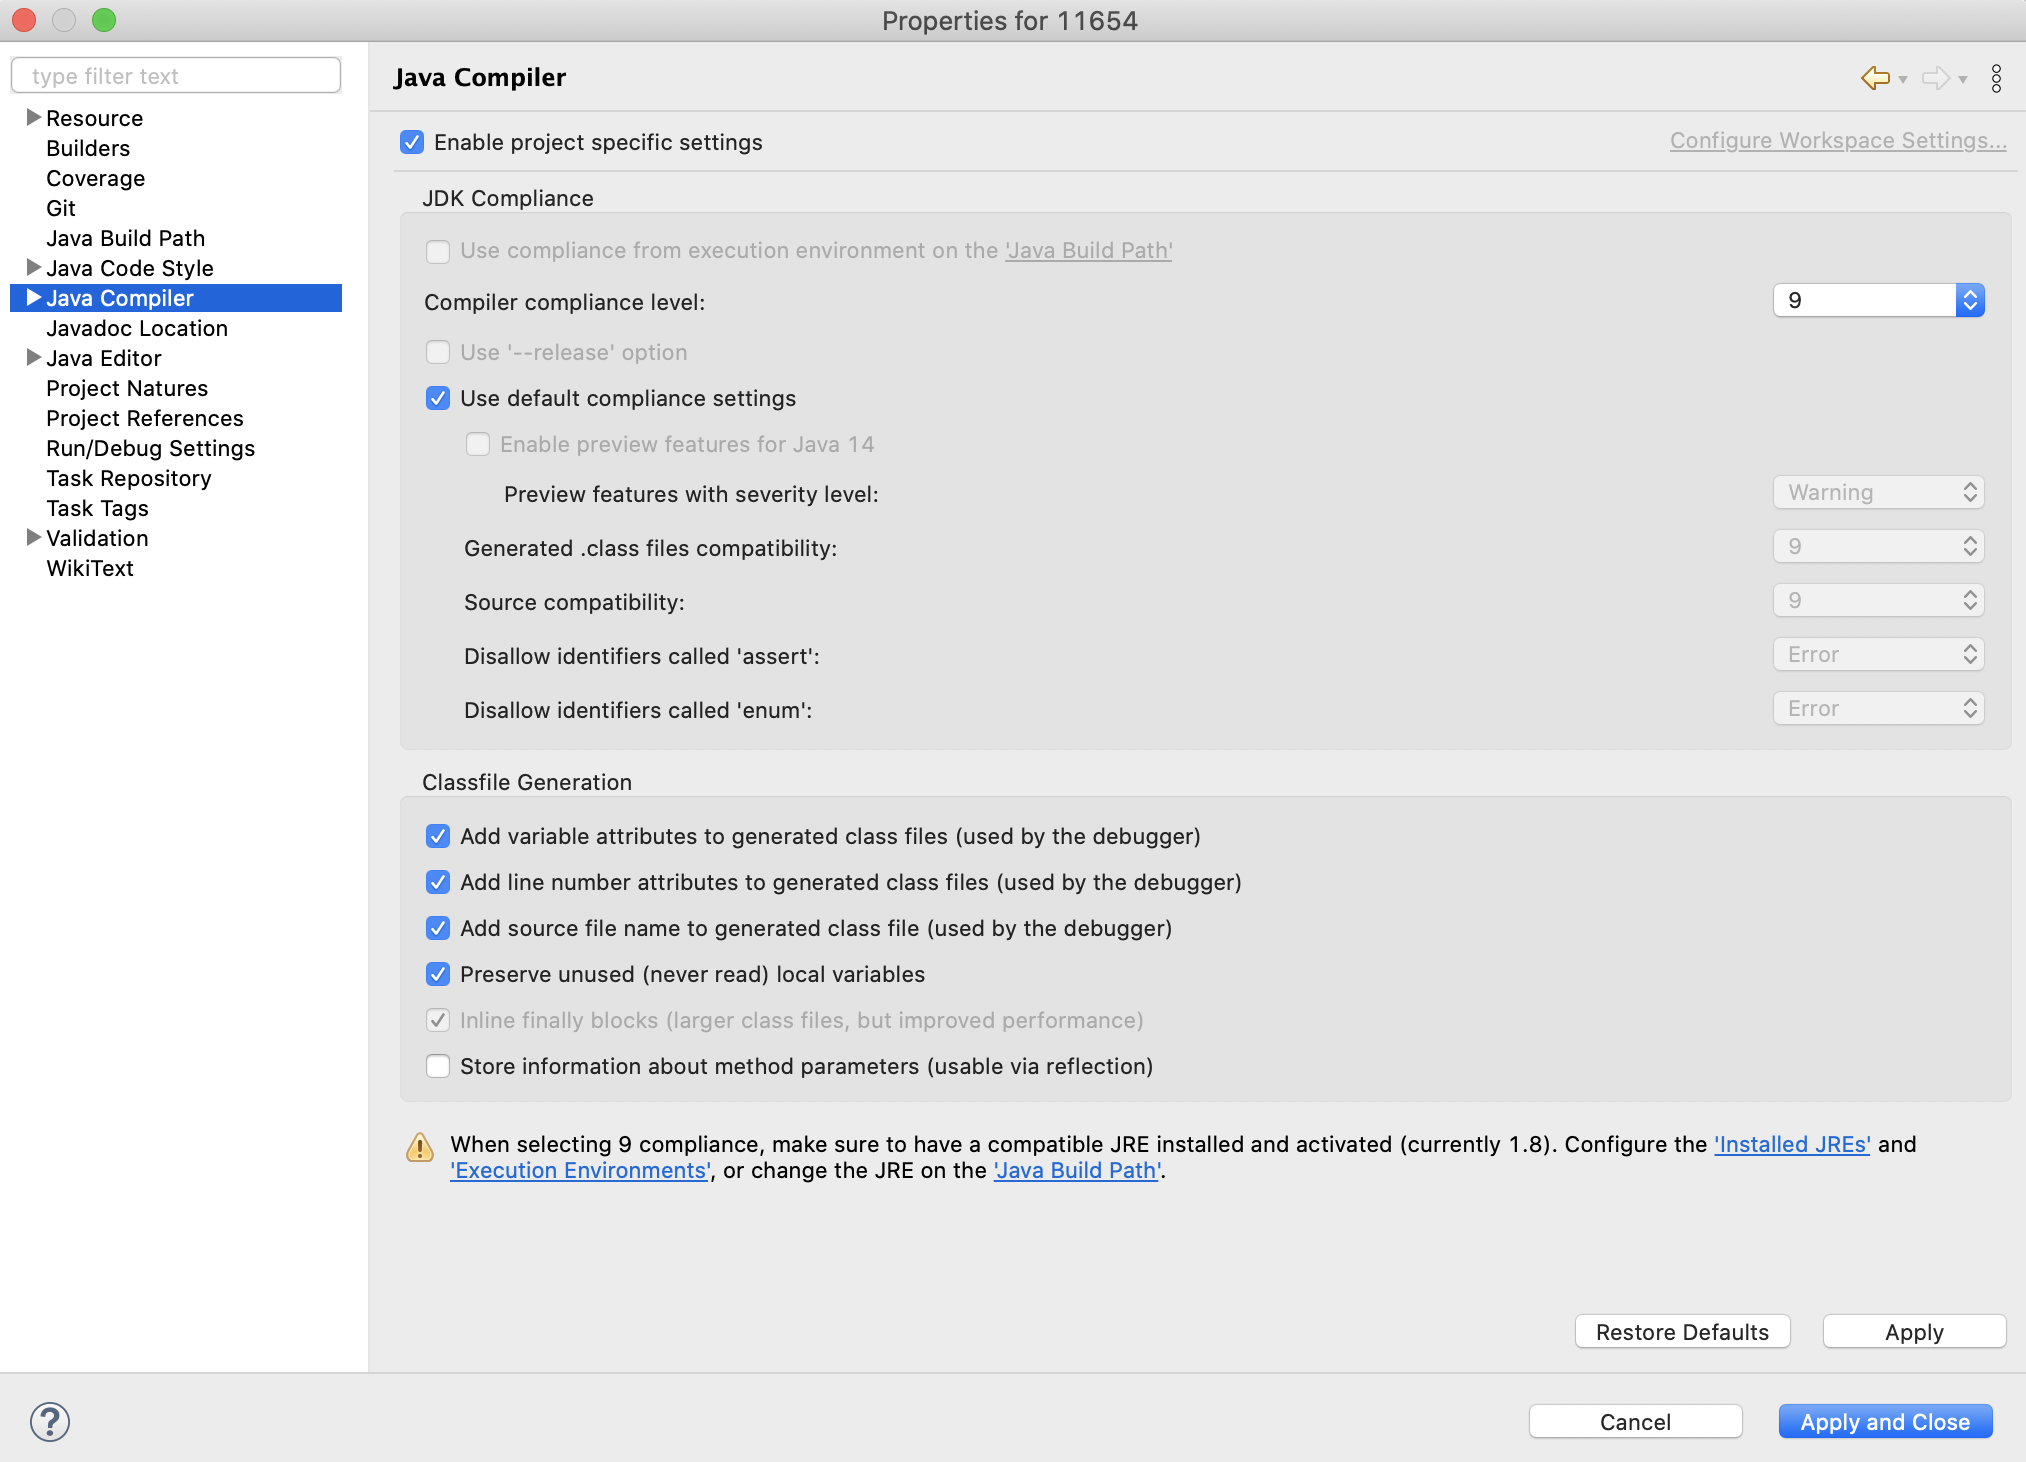 Properties for 11654
type filter text
Resource
Builders
Coverage
Git
Java Build Path
Java Code Style
Java Compiler
Javadoc Location
Java Editor
Project Natures
Project References
Run/Debug Settings
Task Repository
Task Tags
Validation
WikiText
Java Compiler
Enable project specific settings
Configure Workspace Settings...
JDK Compliance
Use compliance from execution environment on the 'Java Build Path'
Compiler compliance level: 9
Use '--release' option
Use default compliance settings
Enable preview features for Java 14
Preview features with severity level: Warning
Generated .class files compatibility: 9
Source compatibility: 9
Disallow identifiers called 'assert': Error
Disallow identifiers called 'enum': Error
Classfile Generation
Add variable attributes to generated class files (used by the debugger)
Add line number attributes to generated class files (used by the debugger)
Add source file name to generated class file (used by the debugger)
Preserve unused (never read) local variables
Inline finally blocks (larger class files, but improved performance)
Store information about method parameters (usable via reflection)
When selecting 9 compliance, make sure to have a compatible JRE installed and activated (currently 1.8). Configure the 'Installed JREs' and
'Execution Environments', or change the JRE on the 'Java Build Path'.
Restore Defaults
Apply
?
Cancel
Apply and Close